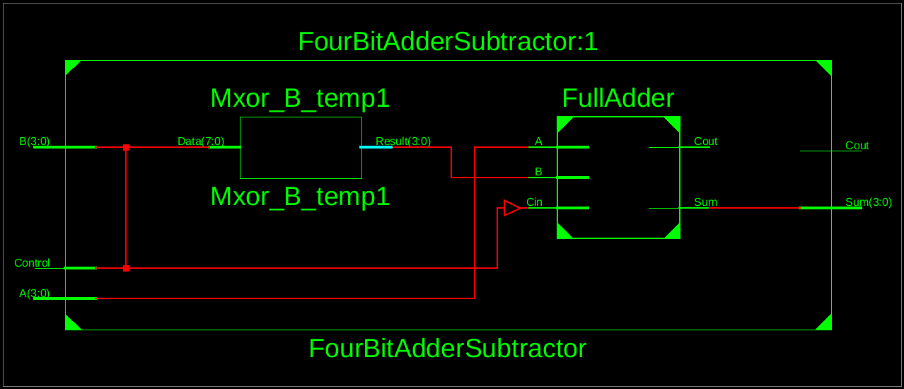 FourBitAdderSubtractor:1
Mxor_B_temp1
FullAdder
B(3:0)
Data(7:0)
Result(3:0)
A
Cout
Cout
B
Mxor_B_temp1
Cin
Sum
Sum(3:0)
Control
A(3:0)
FourBitAdderSubtractor